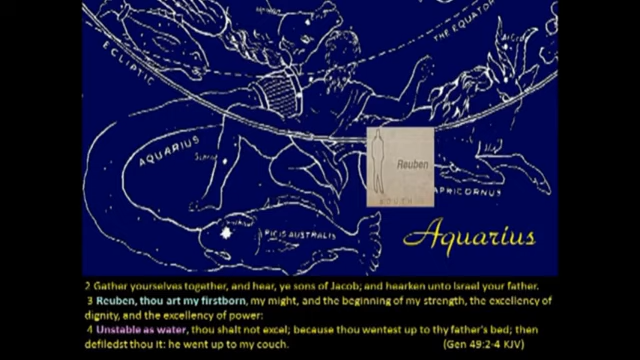 THE EQUATOR
ECLIPTIC
AQUARIUS
Reuben
SOUTH
APRICORNUS
PISCIS AUSTRALIS
Aquarius
2 Gather yourselves together, and hear, ye sons of Jacob; and hearken unto Israel your father.
3 Reuben, thou art my firstborn, my might, and the beginning of my strength, the excellency of
dignity, and the excellency of power:
4 Unstable as water, thou shalt not excel; because thou wentest up to thy father's bed; then
defiledst thou it: he went up to my couch. (Gen 49:2-4 KJV)